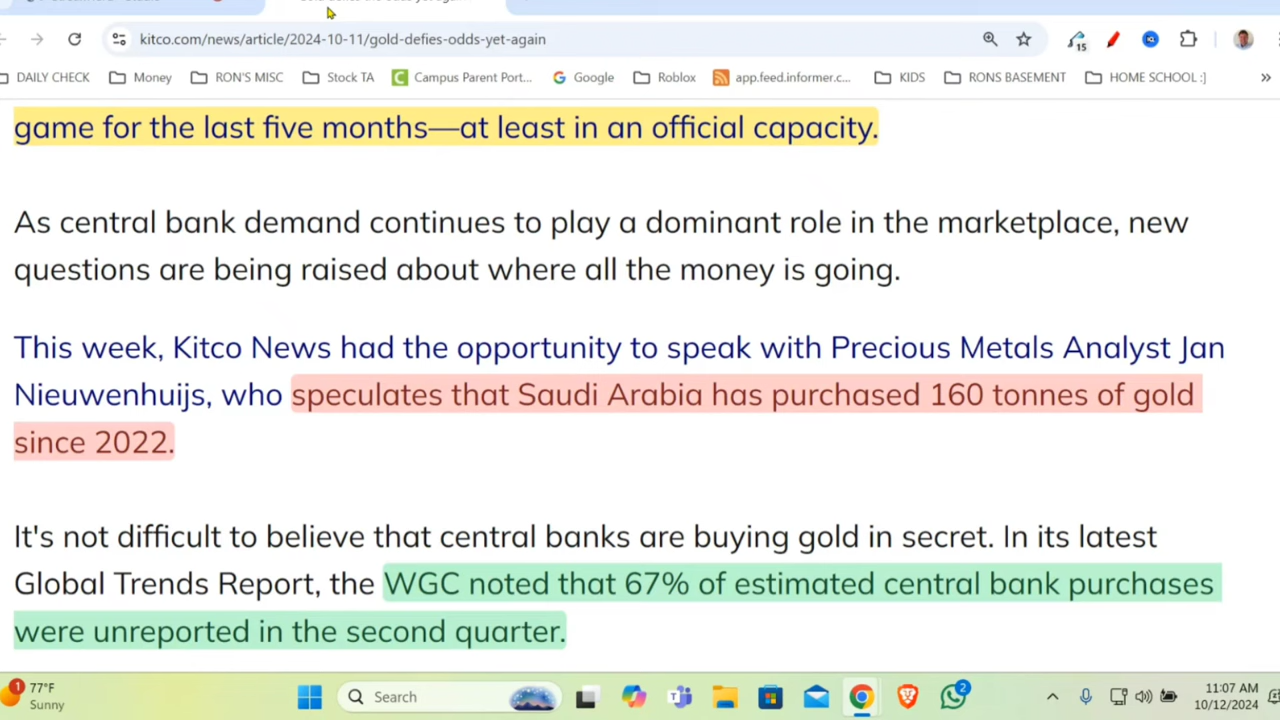 kitco.com/news/article/2024-10-11/gold-defies-odds-yet-again
15
DAILY CHECK Money RON'S MISC Stock TA Campus Parent Port... Google Roblox app.feed.informer.c... KIDS RONS BASEMENT HOME SCHOOL :] »
game for the last five months—at least in an official capacity.
As central bank demand continues to play a dominant role in the marketplace, new
questions are being raised about where all the money is going.
This week, Kitco News had the opportunity to speak with Precious Metals Analyst Jan
Nieuwenhuijs, who speculates that Saudi Arabia has purchased 160 tonnes of gold
since 2022.
It's not difficult to believe that central banks are buying gold in secret. In its latest
Global Trends Report, the WGC noted that 67% of estimated central bank purchases
were unreported in the second quarter.
1
77°F
Sunny
Search
2
11:07 AM
10/12/2024